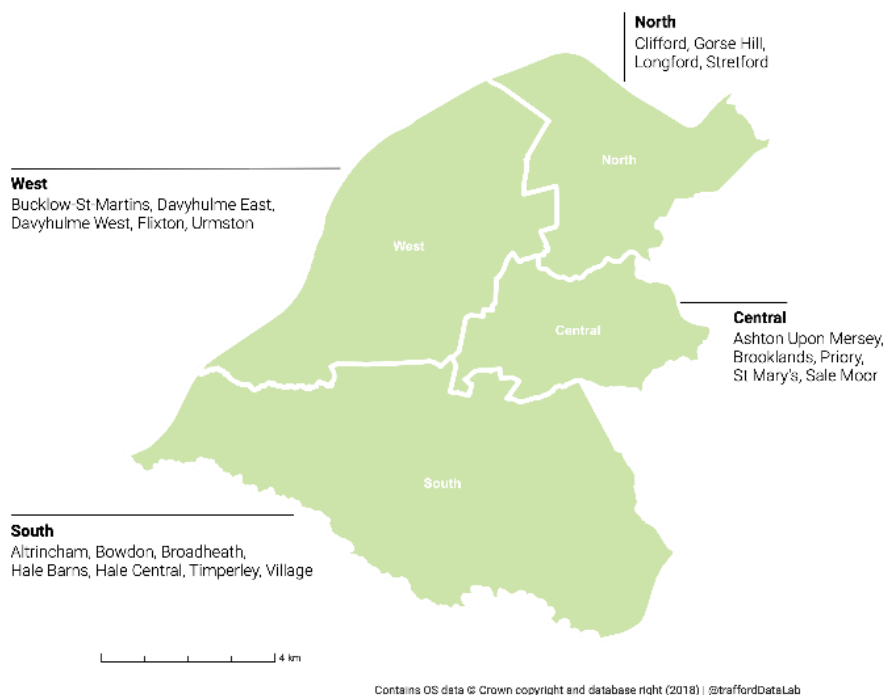 North
Clifford, Gorse Hill,
Longford, Stretford
North
West
Bucklow-St-Martins, Davyhulme East,
Davyhulme West, Flixton, Urmston
West
Central
Central
Ashton Upon Mersey,
Brooklands, Priory,
St Mary's, Sale Moor
South
South
Altrincham, Bowdon, Broadheath,
Hale Barns, Hale Central, Timperley, Village
4 km
Contains OS data © Crown copyright and database right (2018) | @traffordDataLab